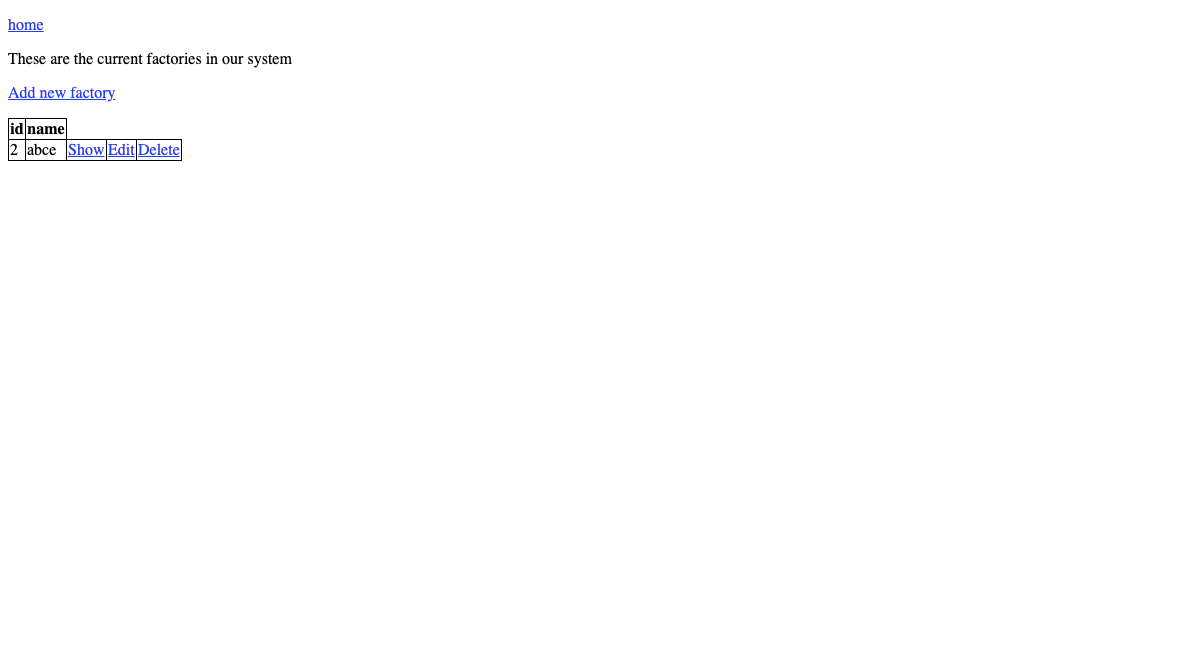 home
These are the current factories in our system
Add new factory
id name
2 abce Show Edit Delete